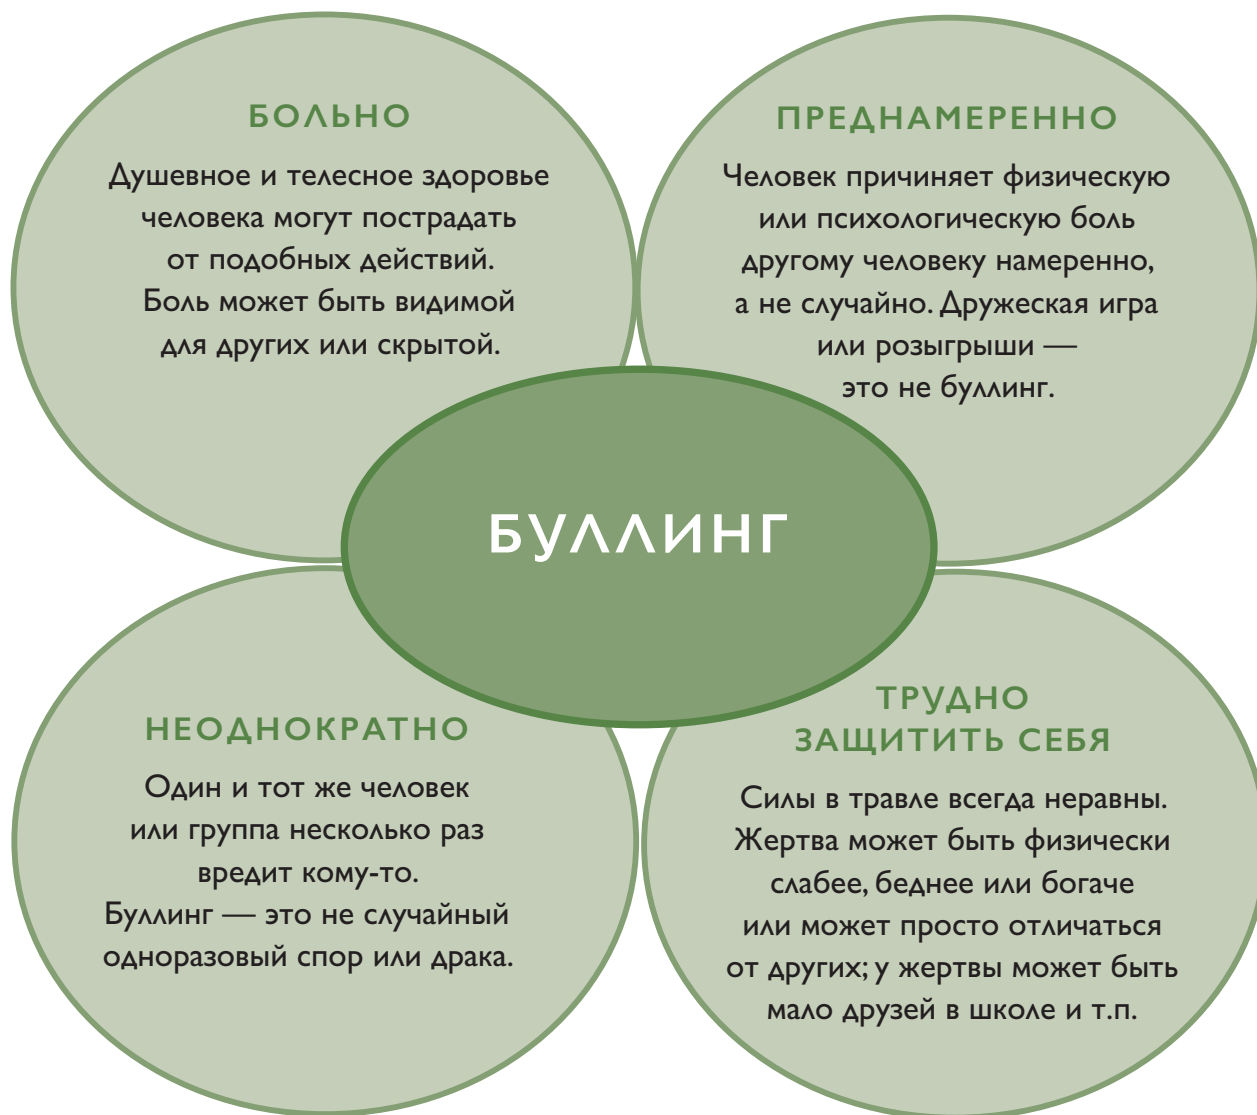 БОЛЬНО
Душевное и телесное здоровье
человека могут пострадать
от подобных действий.
Боль может быть видимой
для других или скрытой.
ПРЕДНАМЕРЕННО
Человек причиняет физическую
или психологическую боль
другому человеку намеренно,
а не случайно. Дружеская игра
или розыгрыши —
это не буллинг.
БУЛЛИНГ
НЕОДНОКРАТНО
Один и тот же человек
или группа несколько раз
вредит кому-то.
Буллинг — это не случайный
одноразовый спор или драка.
ТРУДНО
ЗАЩИТИТЬ СЕБЯ
Силы в травле всегда неравны.
Жертва может быть физически
слабее, беднее или богаче
или может просто отличаться
от других; у жертвы может быть
мало друзей в школе и т.п.